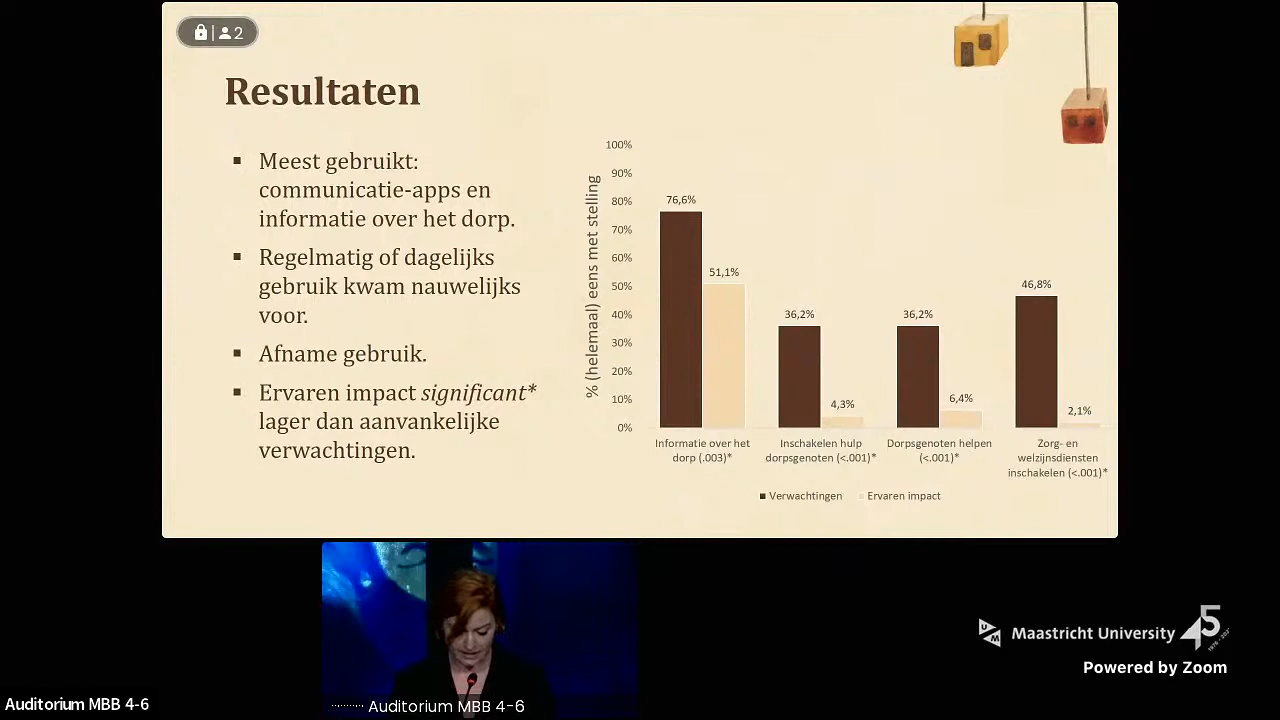 2
Resultaten
▪ Meest gebruikt:
communicatie-apps en
informatie over het dorp.
▪ Regelmatig of dagelijks
gebruik kwam nauwelijks
voor.
▪ Afname gebruik.
▪ Ervaren impact significant*
lager dan aanvankelijke
verwachtingen.
% (helemaal) eens met stelling
100%
90%
80%
70%
60%
50%
40%
30%
20%
10%
0%
76,6%
51,1%
36,2%
4,3%
36,2%
6,4%
46,8%
2,1%
Informatie over het
dorp (.003)*
Inschakelen hulp
dorpsgenoten (<.001)*
Dorpsgenoten helpen
(<.001)*
Zorg- en
welzijnsdiensten
inschakelen (<.001)*
Verwachtingen
Ervaren impact
Maastricht University 45
Powered by Zoom
Auditorium MBB 4-6
Auditorium MBB 4-6